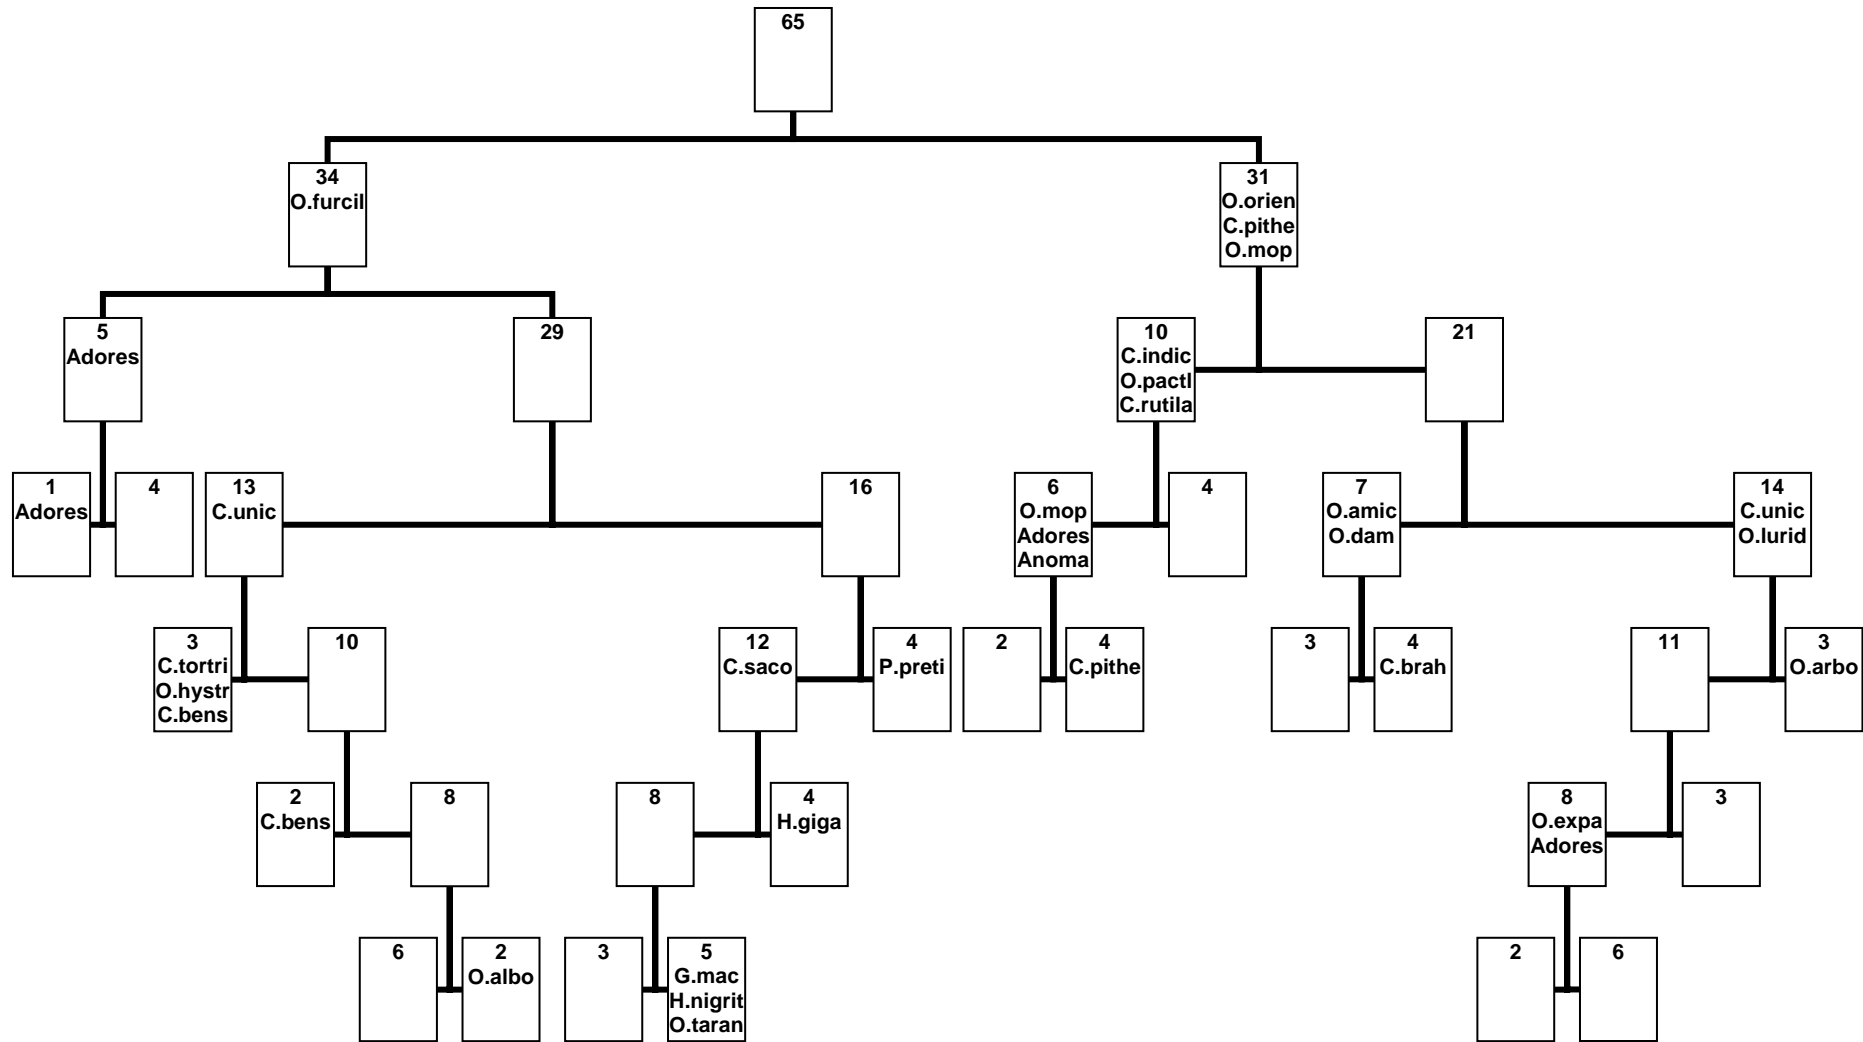 65
34
O.furcil
31
O.orien
C.pithe
O.mop
5
Adores
29
10
C.indic
O.pactl
C.rutila
21
1
Adores
4
13
C.unic
16
6
O.mop
Adores
Anoma
4
7
O.amic
O.dam
14
C.unic
O.lurid
3
C.tortri
O.hystr
C.bens
10
12
C.saco
4
P.preti
2
4
C.pithe
3
4
C.brah
11
3
O.arbo
2
C.bens
8
8
4
H.giga
8
O.expa
Adores
3
6
2
O.albo
3
5
G.mac
H.nigrit
O.taran
2
6